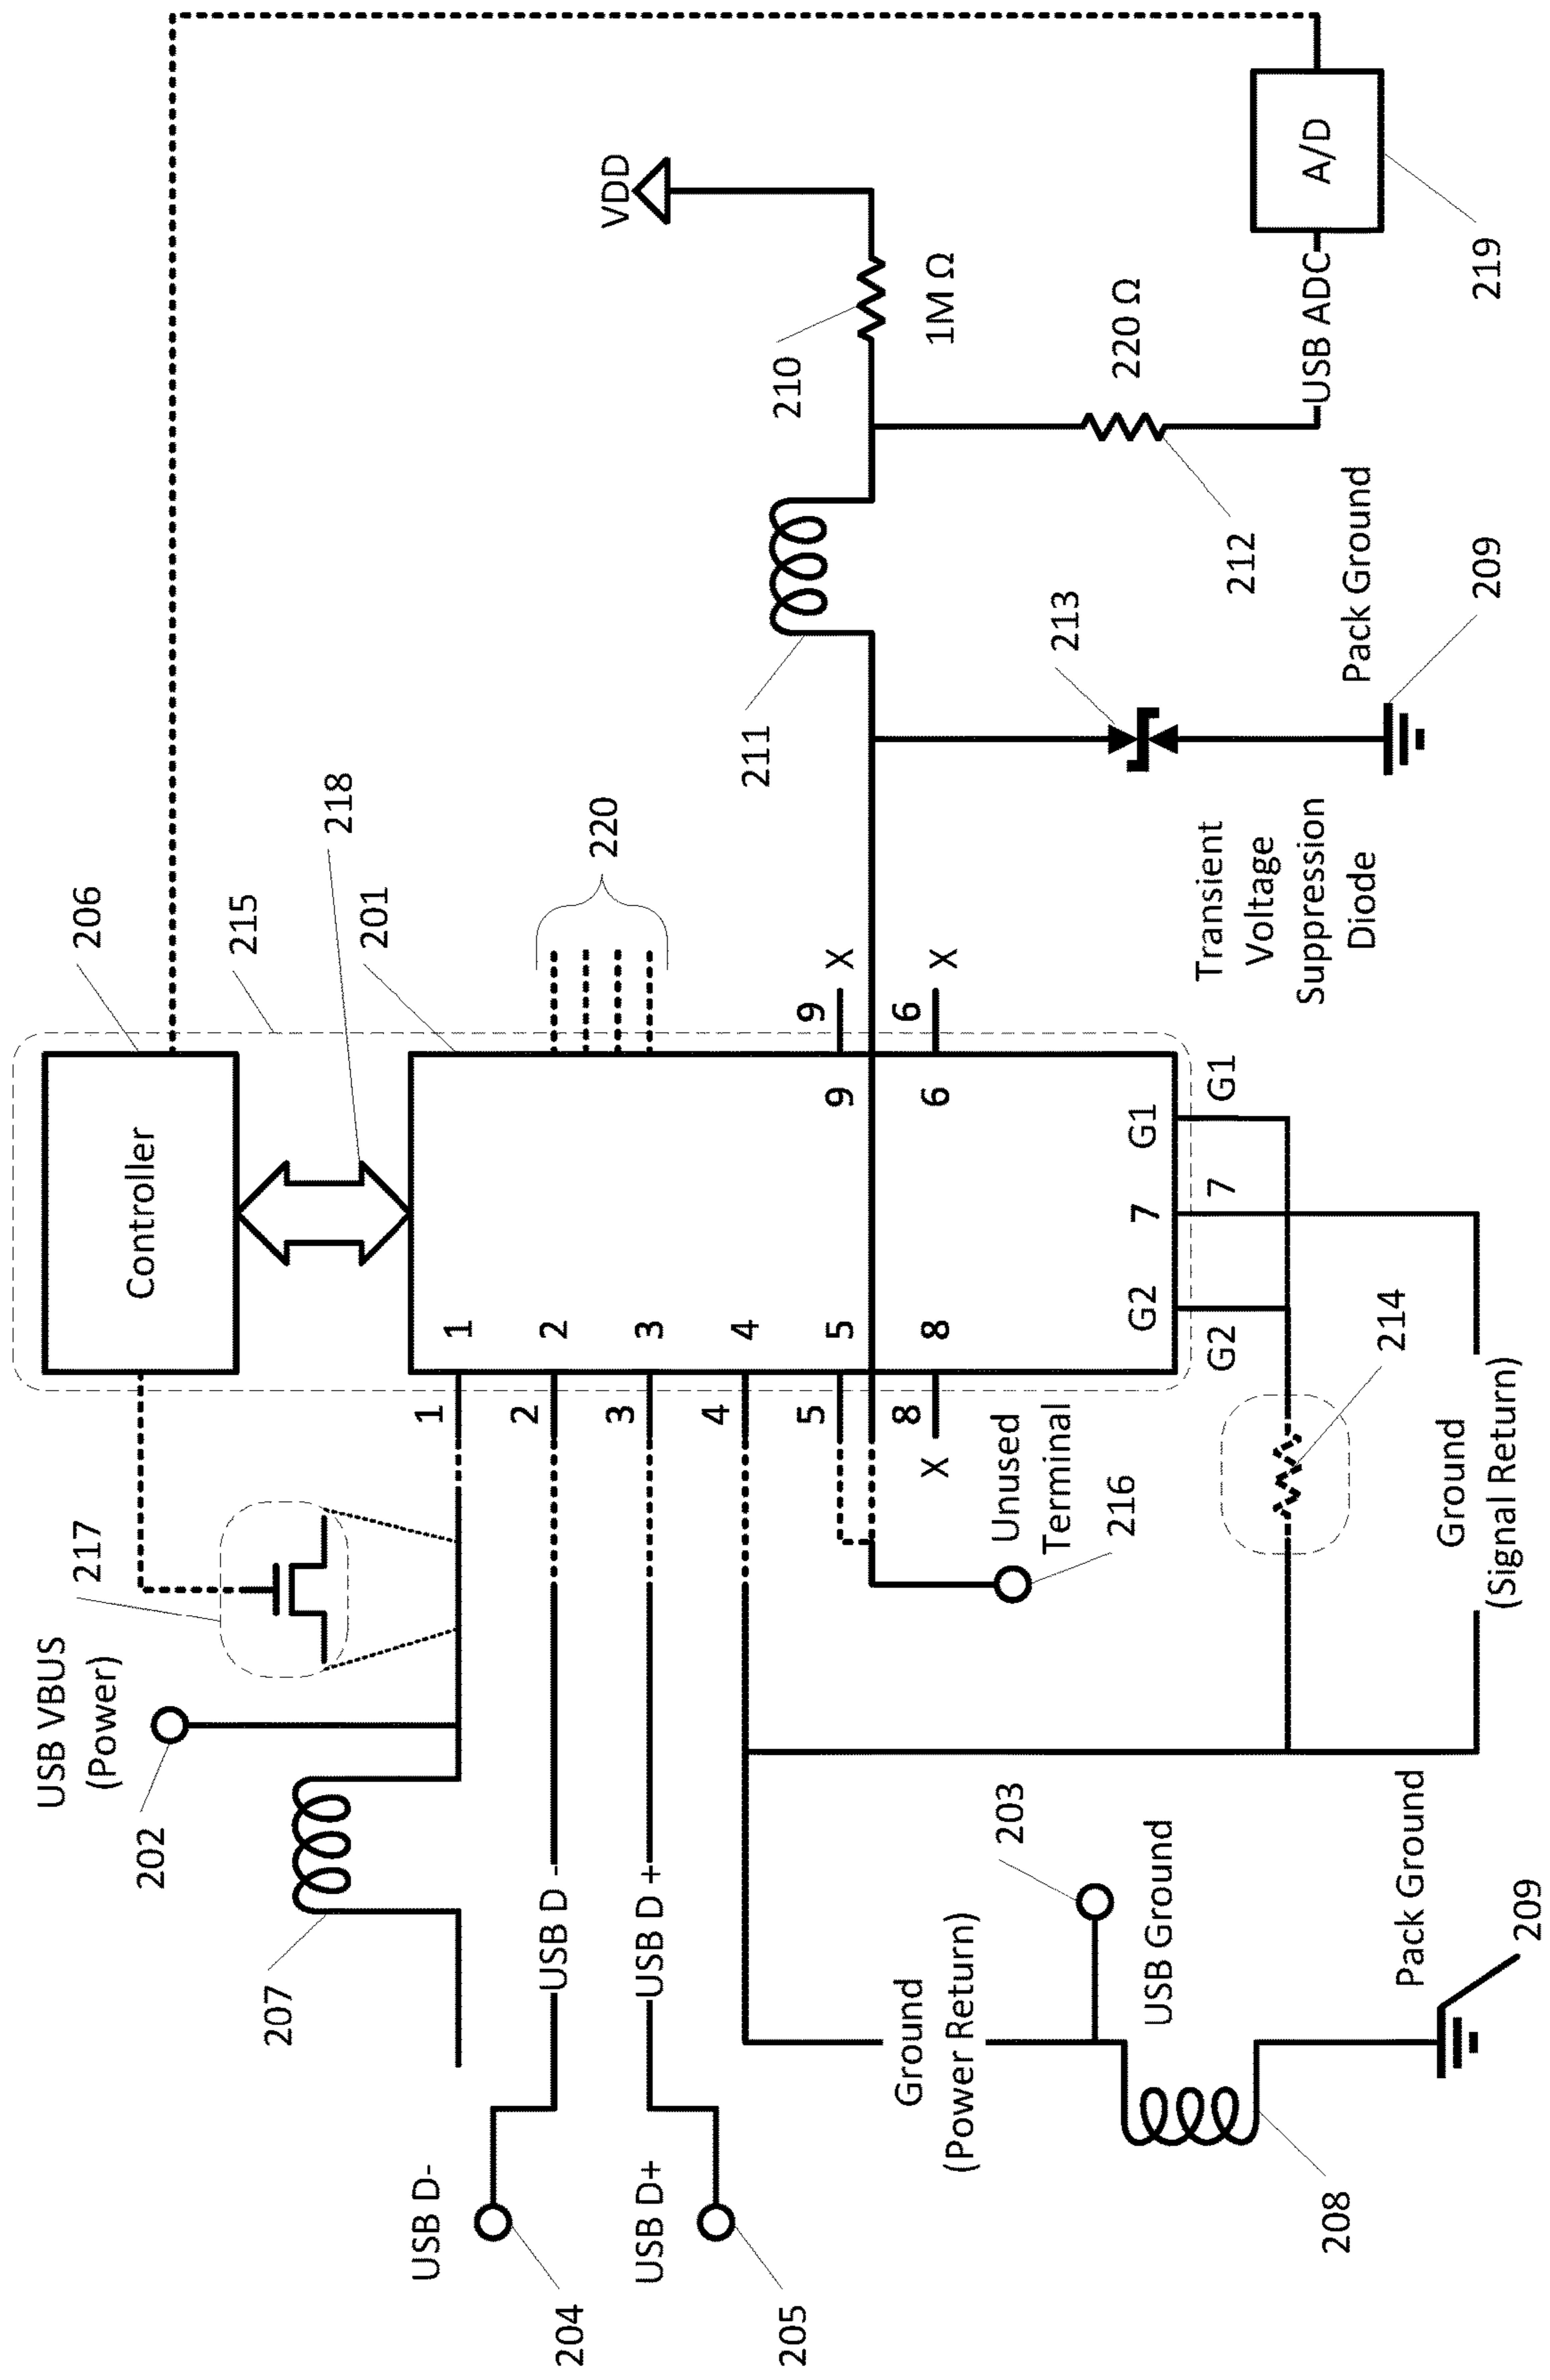 USB D-
204
USB D+
205
207
USB D -
USB D +
USB VBUS
(Power)
202
217
Ground
(Power Return)
208
203
USB Ground
Pack Ground
209
1
2
3
4
5
8
X
Unused
Terminal
216
G2
214
Ground
(Signal Return)
Controller
1
2
3
4
5
8
G2
7
G1
9
6
7
G1
206
215
201
218
220
9
X
6
X
Transient
Voltage
Suppression
Diode
211
213
Pack Ground
209
212
210
220 Ω
1M Ω
VDD
USB ADC
A/D
219